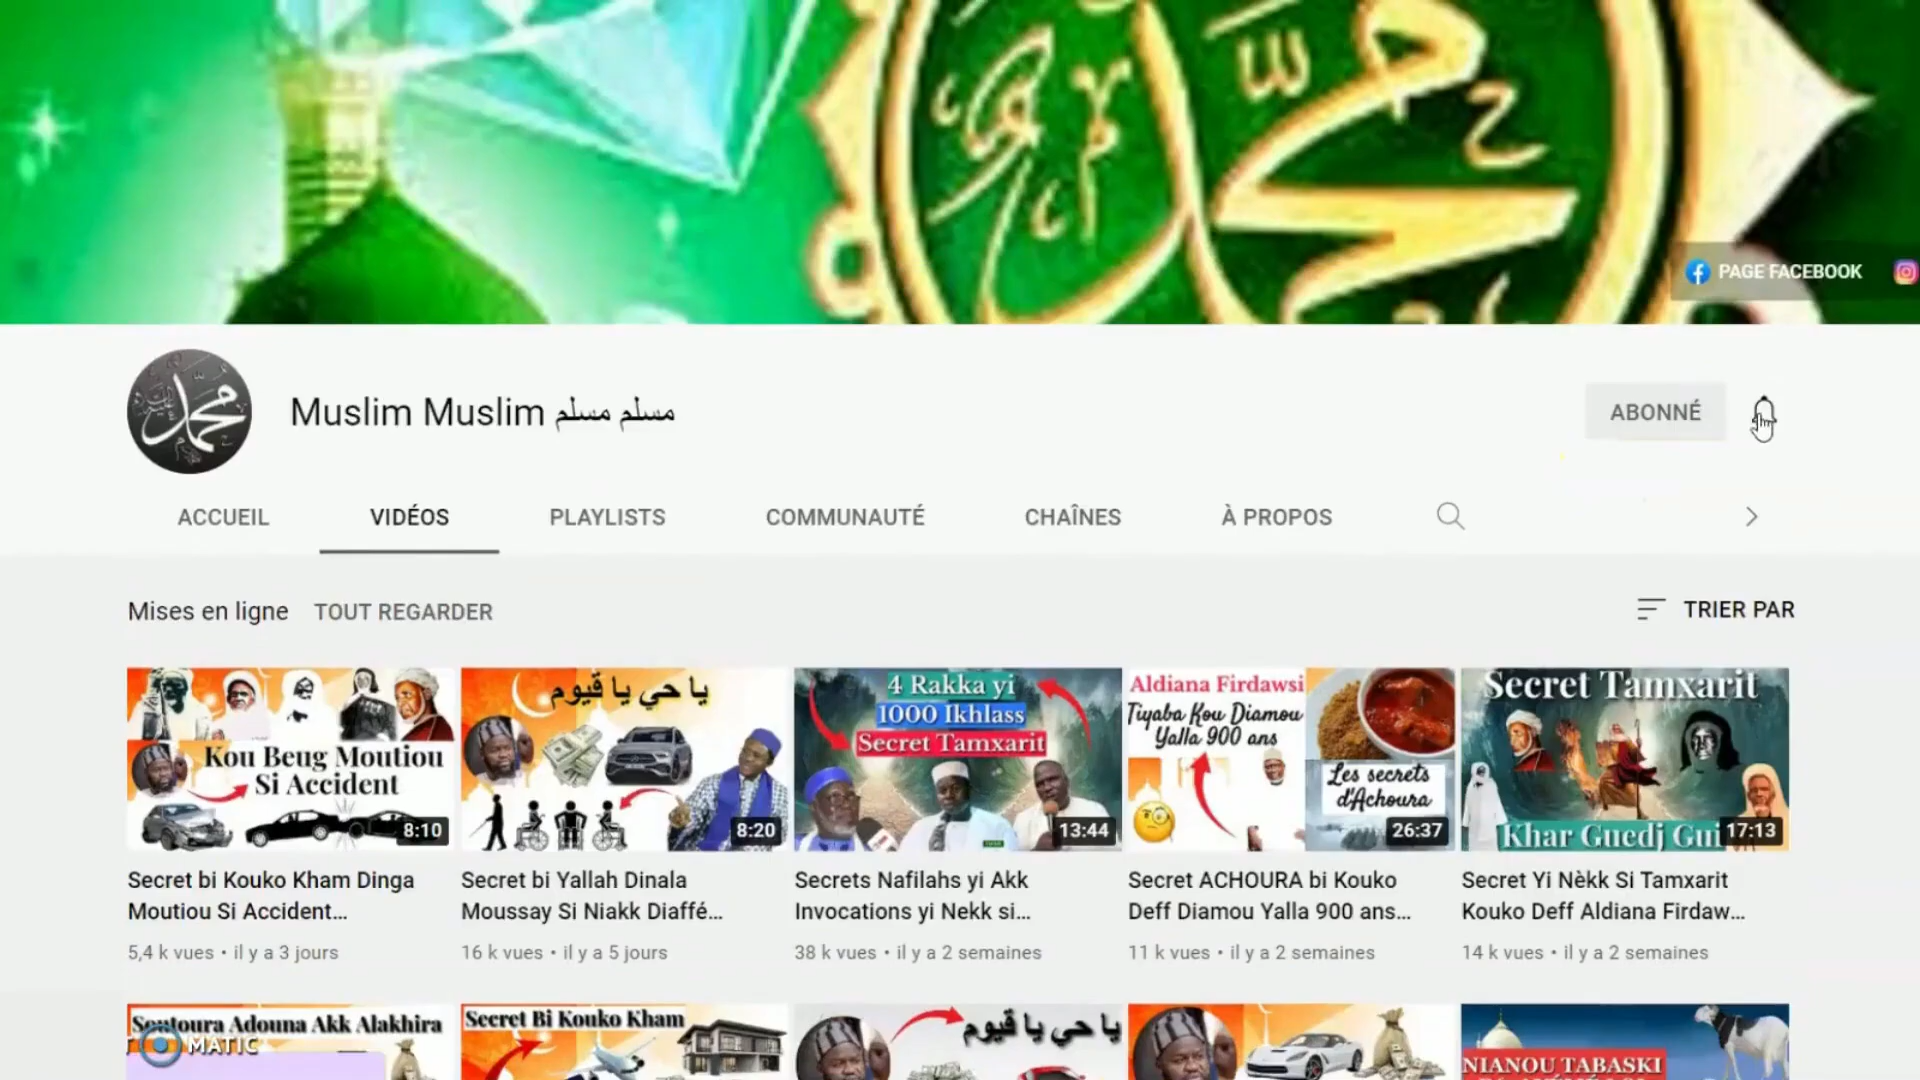 محمد
PAGE FACEBOOK
Muslim Muslim مسلم مسلم
ABONNÉ
ACCUEIL
VIDÉOS
PLAYLISTS
COMMUNAUTÉ
CHAÎNES
À PROPOS
Mises en ligne
TOUT REGARDER
TRIER PAR
Kou Beug Moutiou
Si Accident
8:10
يا حي يا قيوم
8:20
4 Rakka yi
1000 Ikhlass
Secret Tamxarit
13:44
Aldiana Firdawsi
Tiyaba Kou Diamou
Yalla 900 ans
Les secrets
d'Achoura
26:37
Secret Tamxarit
Khar Guedj Gui
17:13
Secret bi Kouko Kham Dinga
Moutiou Si Accident...
5,4 k vues • il y a 3 jours
Secret bi Yallah Dinala
Moussay Si Niakk Diaffé...
16 k vues • il y a 5 jours
Secrets Nafilahs yi Akk
Invocations yi Nekk si...
38 k vues • il y a 2 semaines
Secret ACHOURA bi Kouko
Deff Diamou Yalla 900 ans...
11 k vues • il y a 2 semaines
Secret Yi Nèkk Si Tamxarit
Kouko Deff Aldiana Firdaw...
14 k vues • il y a 2 semaines
Soutoura Adouna Akk Alakhira
MATIC
Secret Bi Kouko Kham
يا حي يا قيوم
NIANOU TABASKI